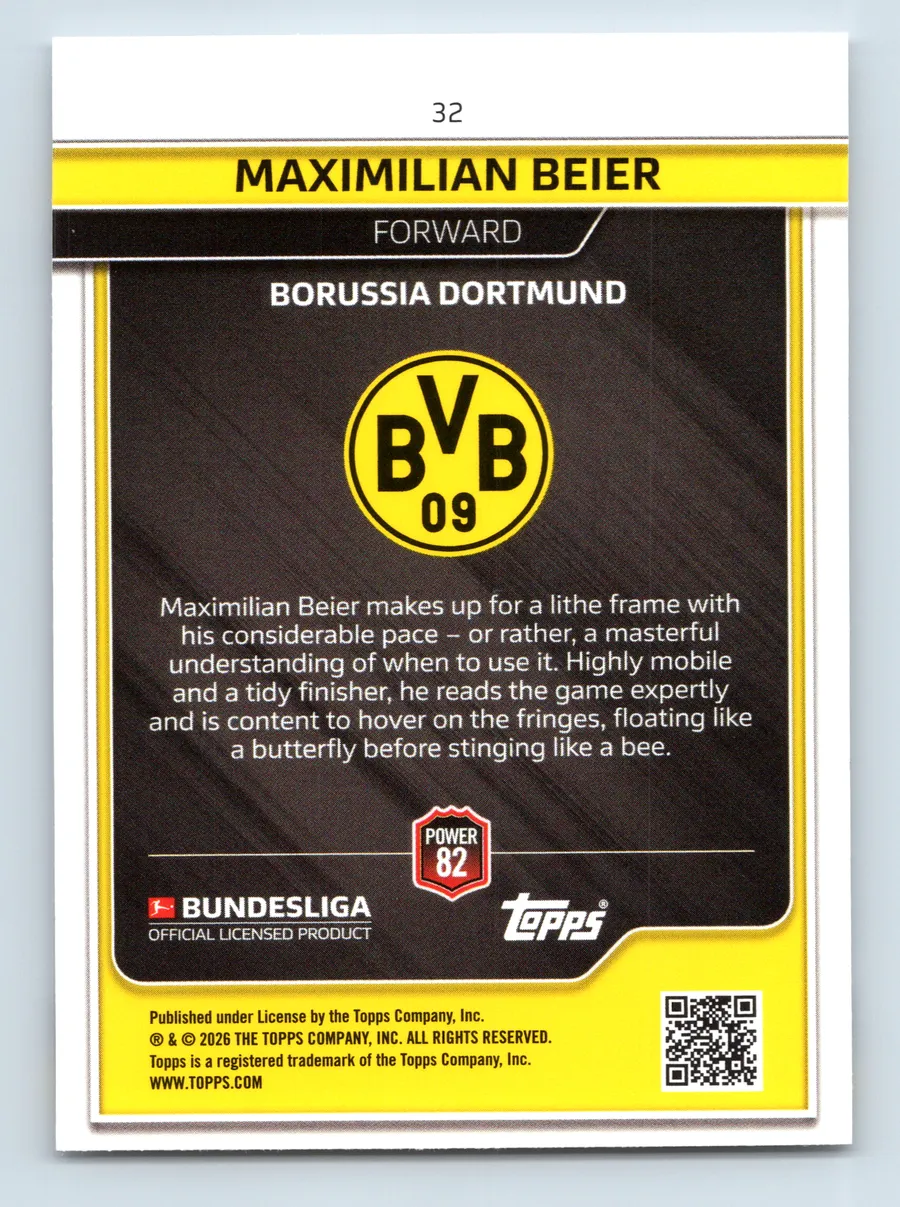 32
MAXIMILIAN BEIER
FORWARD
BORUSSIA DORTMUND
BVB
09
Maximilian Beier makes up for a lithe frame with
his considerable pace – or rather, a masterful
understanding of when to use it. Highly mobile
and a tidy finisher, he reads the game expertly
and is content to hover on the fringes, floating like
a butterfly before stinging like a bee.
POWER
82
BUNDESLIGA
OFFICIAL LICENSED PRODUCT
topps®
Published under License by the Topps Company, Inc.
® & © 2026 THE TOPPS COMPANY, INC. ALL RIGHTS RESERVED.
Topps is a registered trademark of the Topps Company, Inc.
WWW.TOPPS.COM